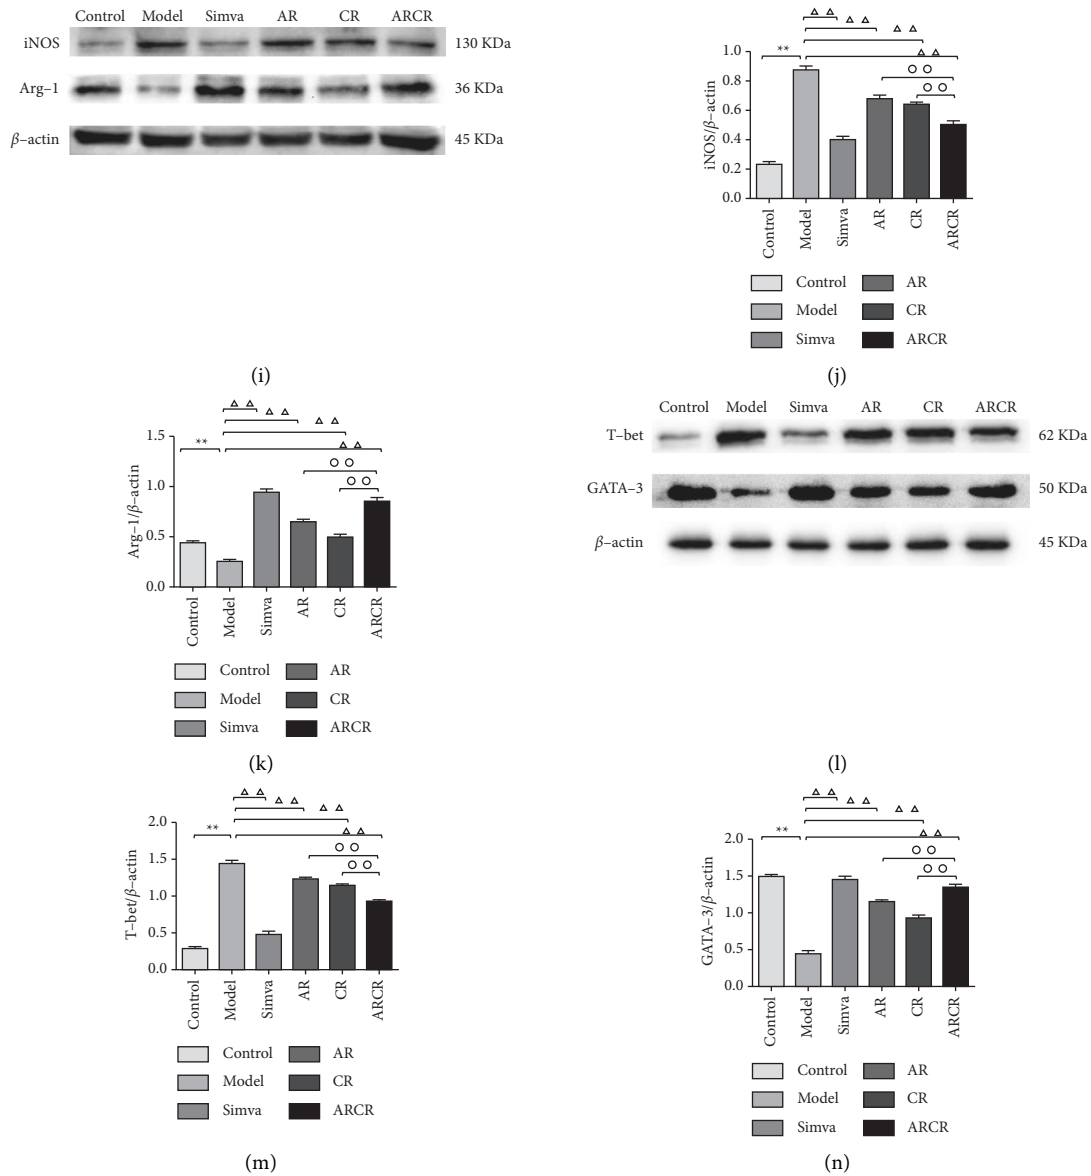 Control Model Simva AR CR ARCR
iNOS 130 KDa
Arg–1 36 KDa
β–actin 45 KDa
(i)
△ △
△ △
△ △
△ △
**
○ ○
○ ○
iNOS/β–actin
1.0
0.8
0.6
0.4
0.2
0.0
Control Model Simva AR CR ARCR
Control AR
Model CR
Simva ARCR
(j)
△ △
△ △
△ △
△ △
**
○ ○
○ ○
Arg–1/β–actin
1.5
1.0
0.5
0.0
Control Model Simva AR CR ARCR
Control AR
Model CR
Simva ARCR
(k)
Control Model Simva AR CR ARCR
T–bet 62 KDa
GATA–3 50 KDa
β–actin 45 KDa
(l)
△ △
△ △
△ △
△ △
**
○ ○
○ ○
T–bet/β–actin
2.0
1.5
1.0
0.5
0.0
Control Model Simva AR CR ARCR
Control AR
Model CR
Simva ARCR
(m)
△ △
△ △
△ △
△ △
**
○ ○
○ ○
GATA–3/β–actin
2.0
1.5
1.0
0.5
0.0
Control Model Simva AR CR ARCR
Control AR
Model CR
Simva ARCR
(n)